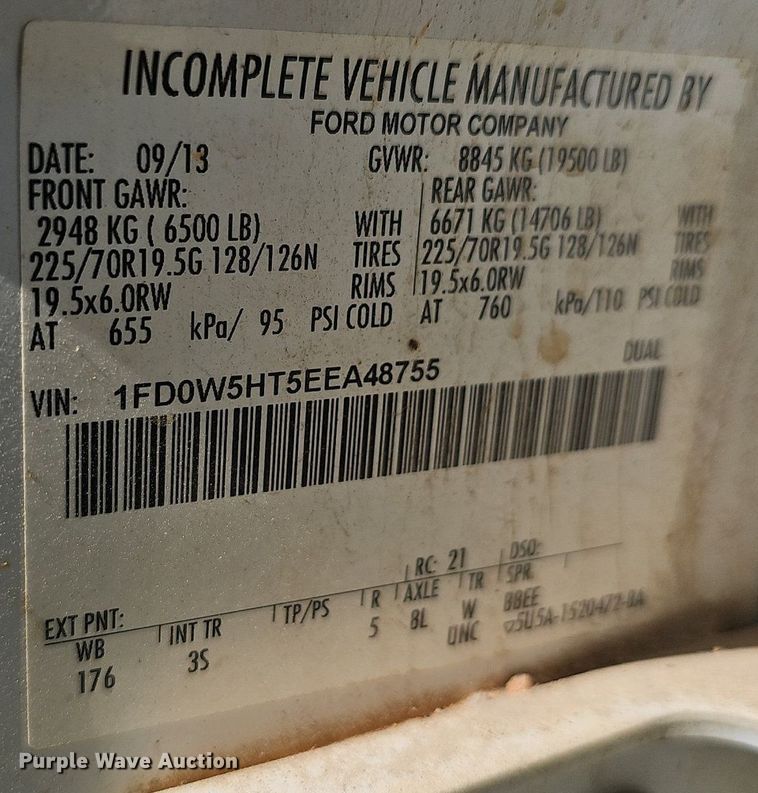 INCOMPLETE VEHICLE MANUFACTURED BY
FORD MOTOR COMPANY
DATE: 09/13 GVWR: 8845 KG (19500 LB)
FRONT GAWR: REAR GAWR:
2948 KG ( 6500 LB) WITH 6671 KG (14706 LB) WITH
225/70R19.5G 128/126N TIRES 225/70R19.5G 128/126N TIRES
19.5x6.0RW RIMS 19.5x6.0RW RIMS
AT 655 kPa/ 95 PSI COLD AT 760 kPa/110 PSI COLD
DUAL
VIN: 1FD0W5HT5EEA48755
RC: 21 DSO:
EXT PNT: INT TR TP/PS R AXLE TR SPR
WB 3S 5 8L W BBEE
176 UNC 5U5A-1520472-
Purple Wave Auction